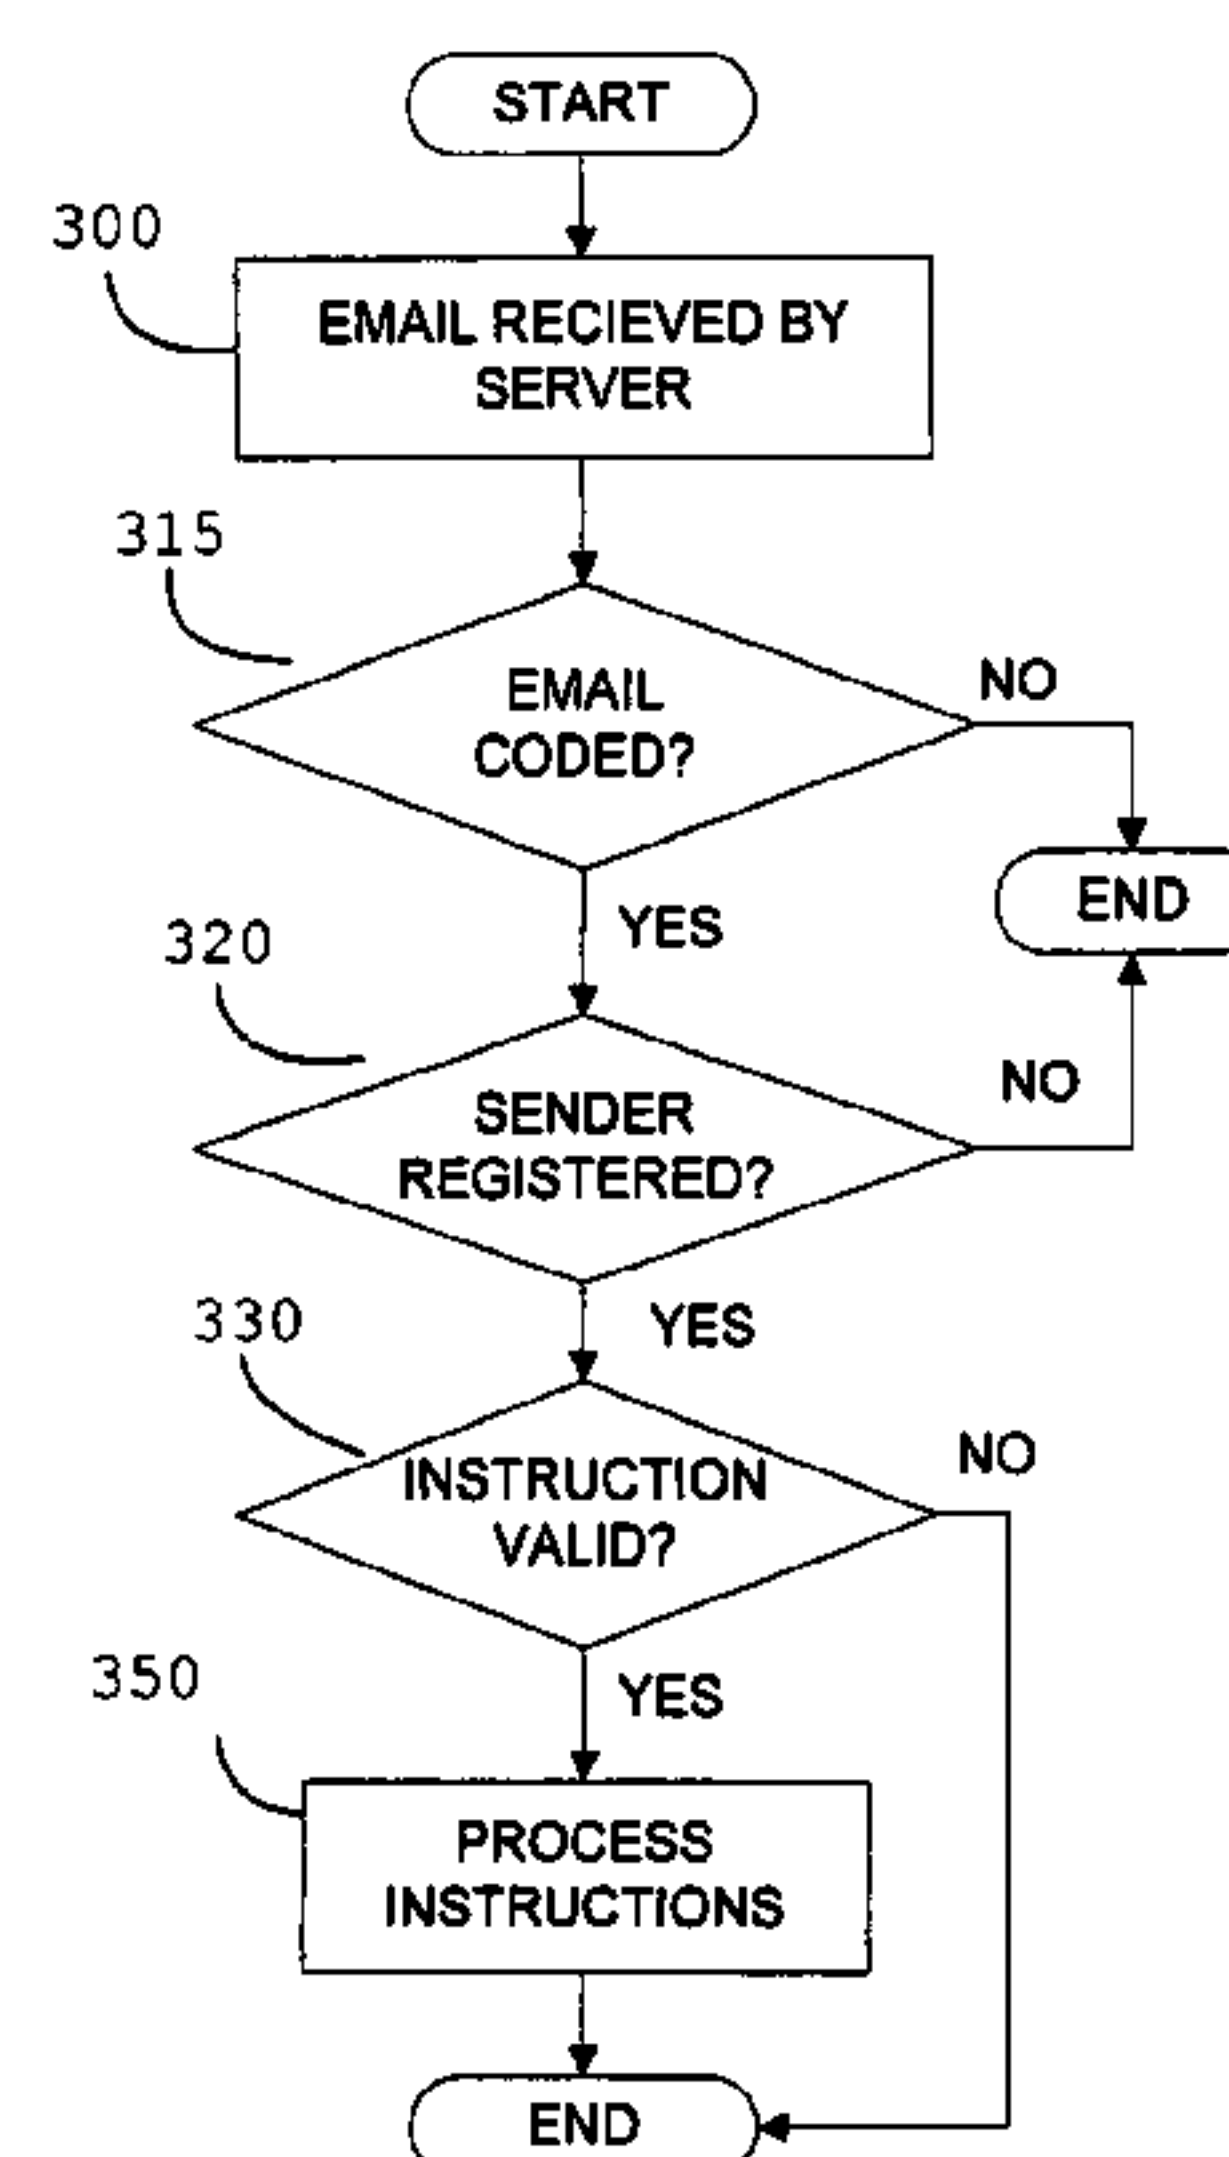 START
300
EMAIL RECIEVED BY
SERVER
315
EMAIL
CODED?
NO
END
YES
320
SENDER
REGISTERED?
NO
YES
330
INSTRUCTION
VALID?
NO
YES
350
PROCESS
INSTRUCTIONS
END